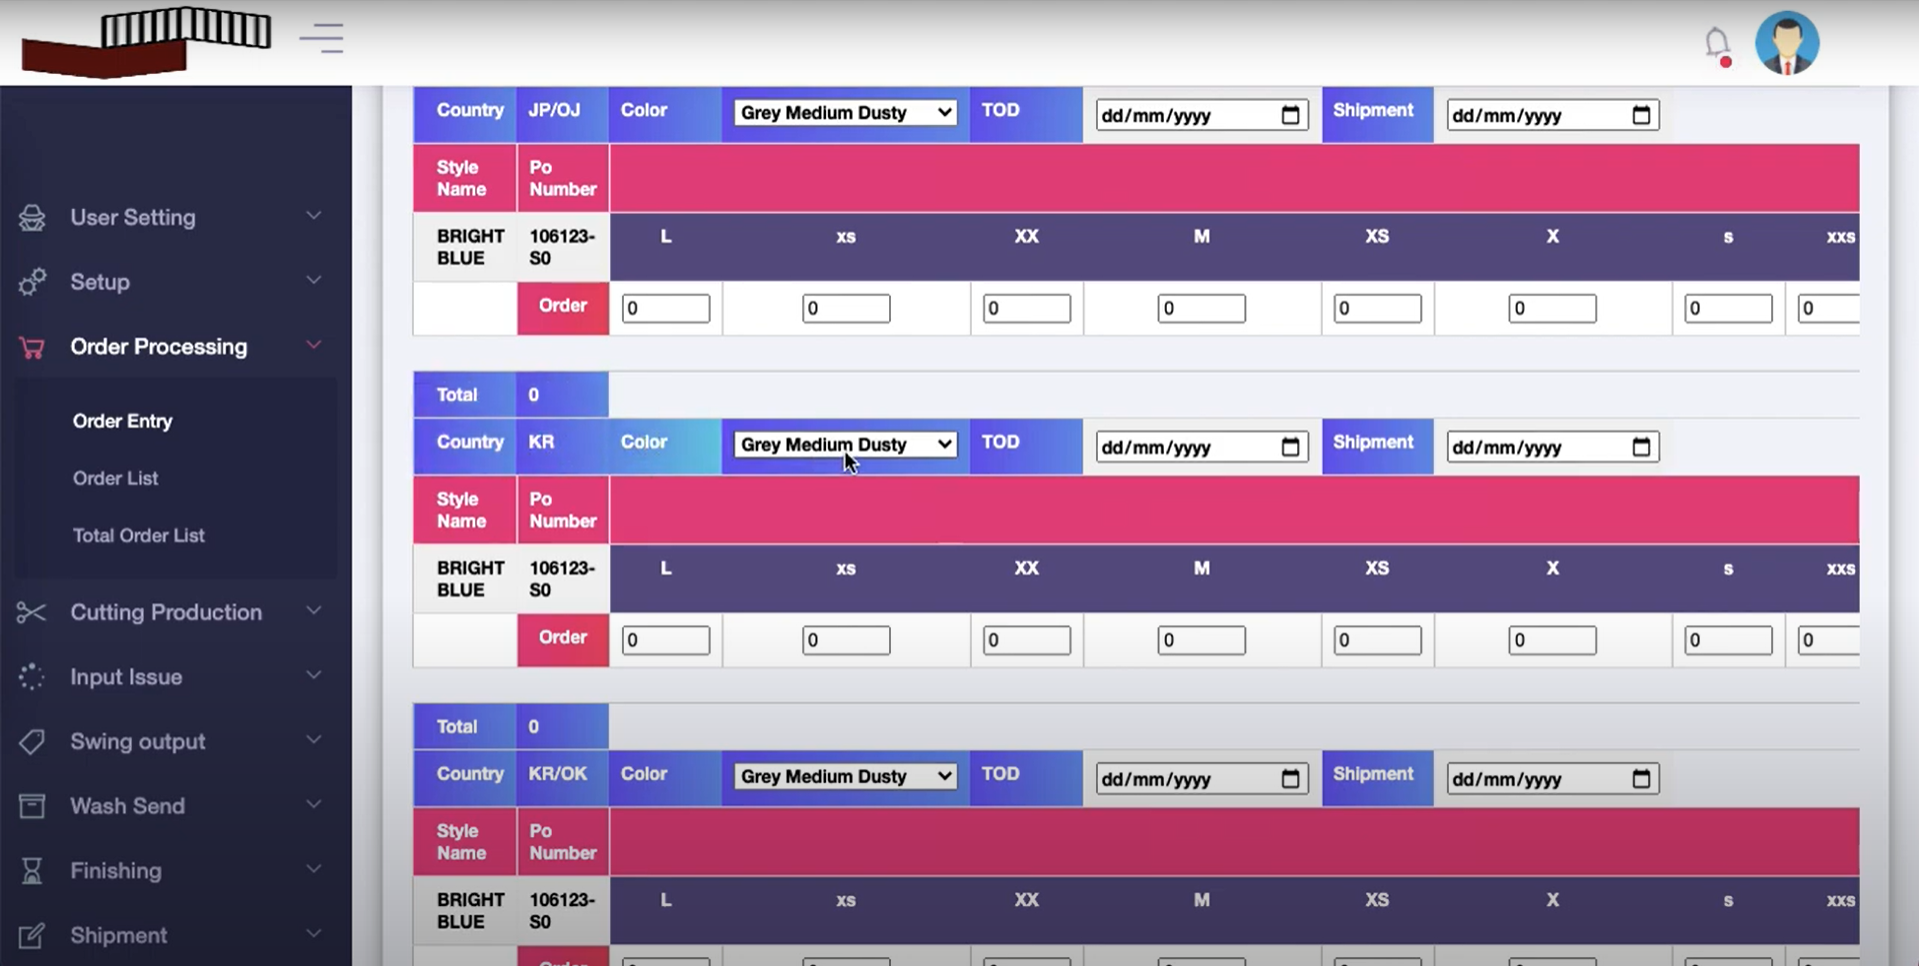 Country JP/OJ Color Grey Medium Dusty TOD dd/mm/yyyy Shipment dd/mm/yyyy
Style Name Po Number
BRIGHT BLUE 106123-S0 L xs XX M XS X s xxs
Order 0 0 0 0 0 0 0 0
Total 0
Country KR Color Grey Medium Dusty TOD dd/mm/yyyy Shipment dd/mm/yyyy
Style Name Po Number
BRIGHT BLUE 106123-S0 L xs XX M XS X s xxs
Order 0 0 0 0 0 0 0 0
Total 0
Country KR/OK Color Grey Medium Dusty TOD dd/mm/yyyy Shipment dd/mm/yyyy
Style Name Po Number
BRIGHT BLUE 106123-S0 L xs XX M XS X s xxs
User Setting
Setup
Order Processing
Order Entry
Order List
Total Order List
Cutting Production
Input Issue
Swing output
Wash Send
Finishing
Shipment